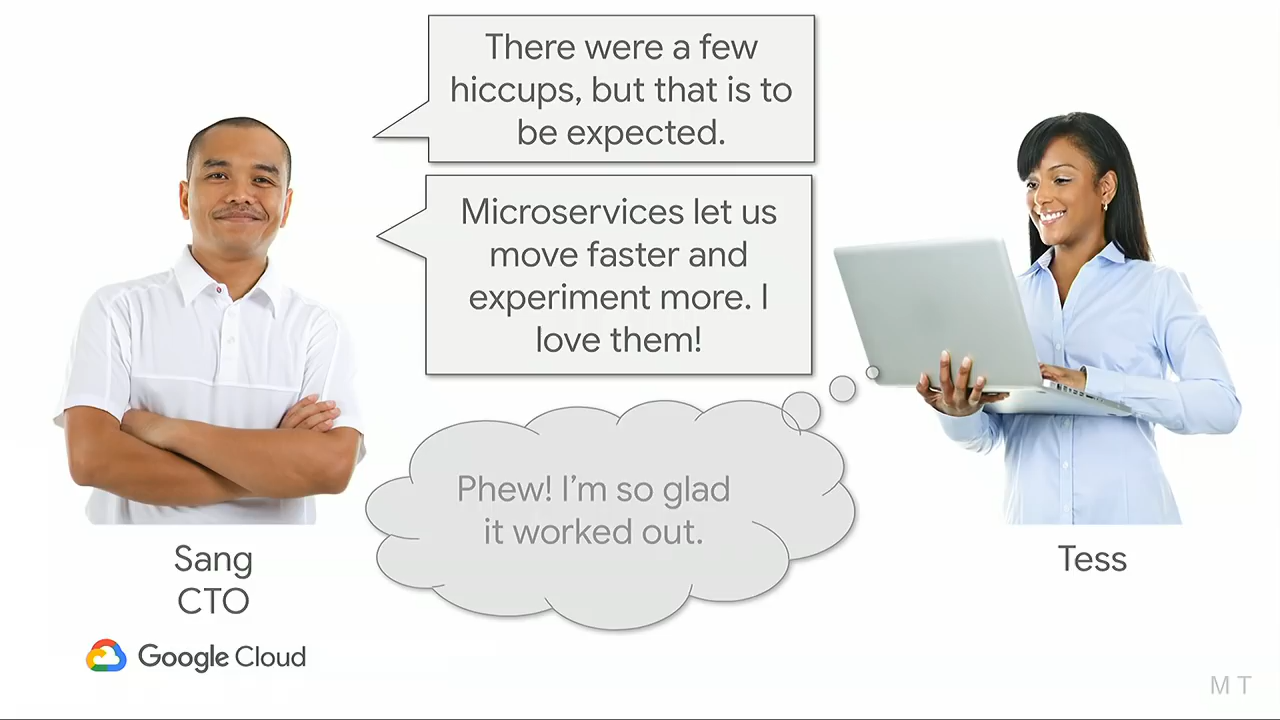 There were a few
hiccups, but that is to
be expected.
Microservices let us
move faster and
experiment more. I
love them!
Phew! I'm so glad
it worked out.
Sang
CTO
Tess
Google Cloud
M T